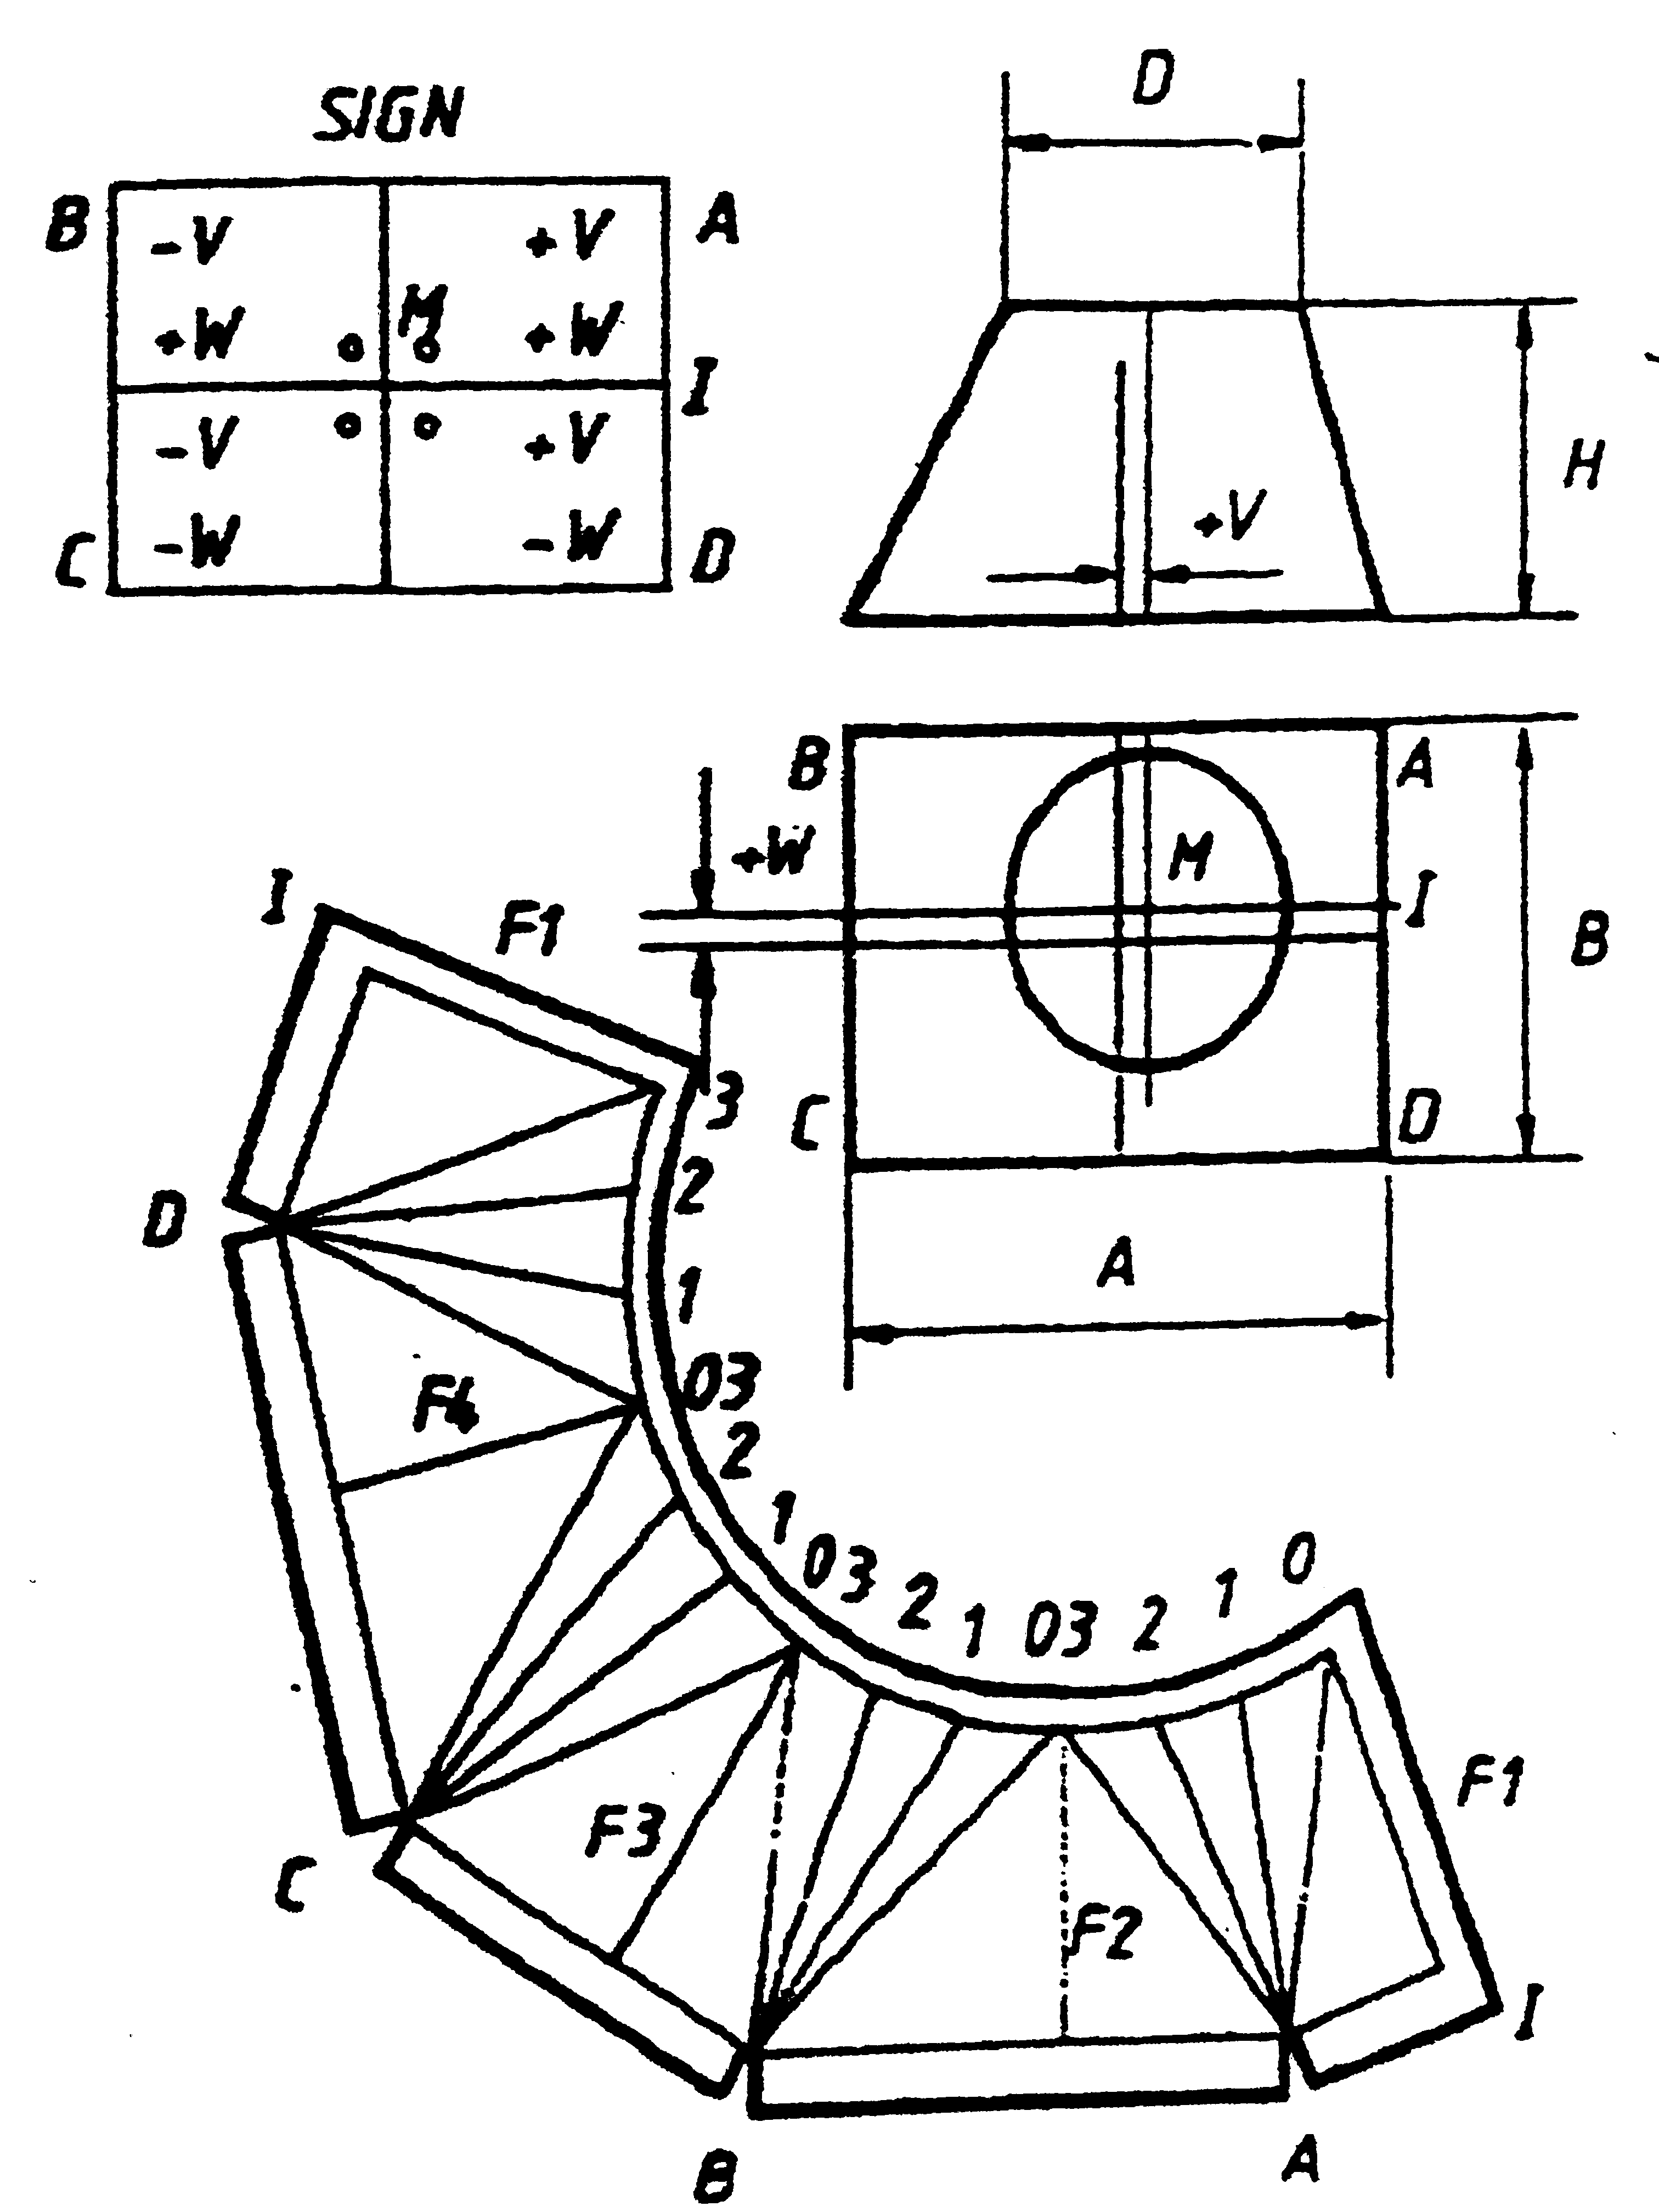 SIGN
B -V +V A
M
+W +W
I
-V +V
C -W -W D
D
H
+V
B A
+W M
I
B
C D
A
I F1
3
2
D
1
03
F4
2
1
03 2 1 03 2 1 0
F1
F3
C
F2
I
B A